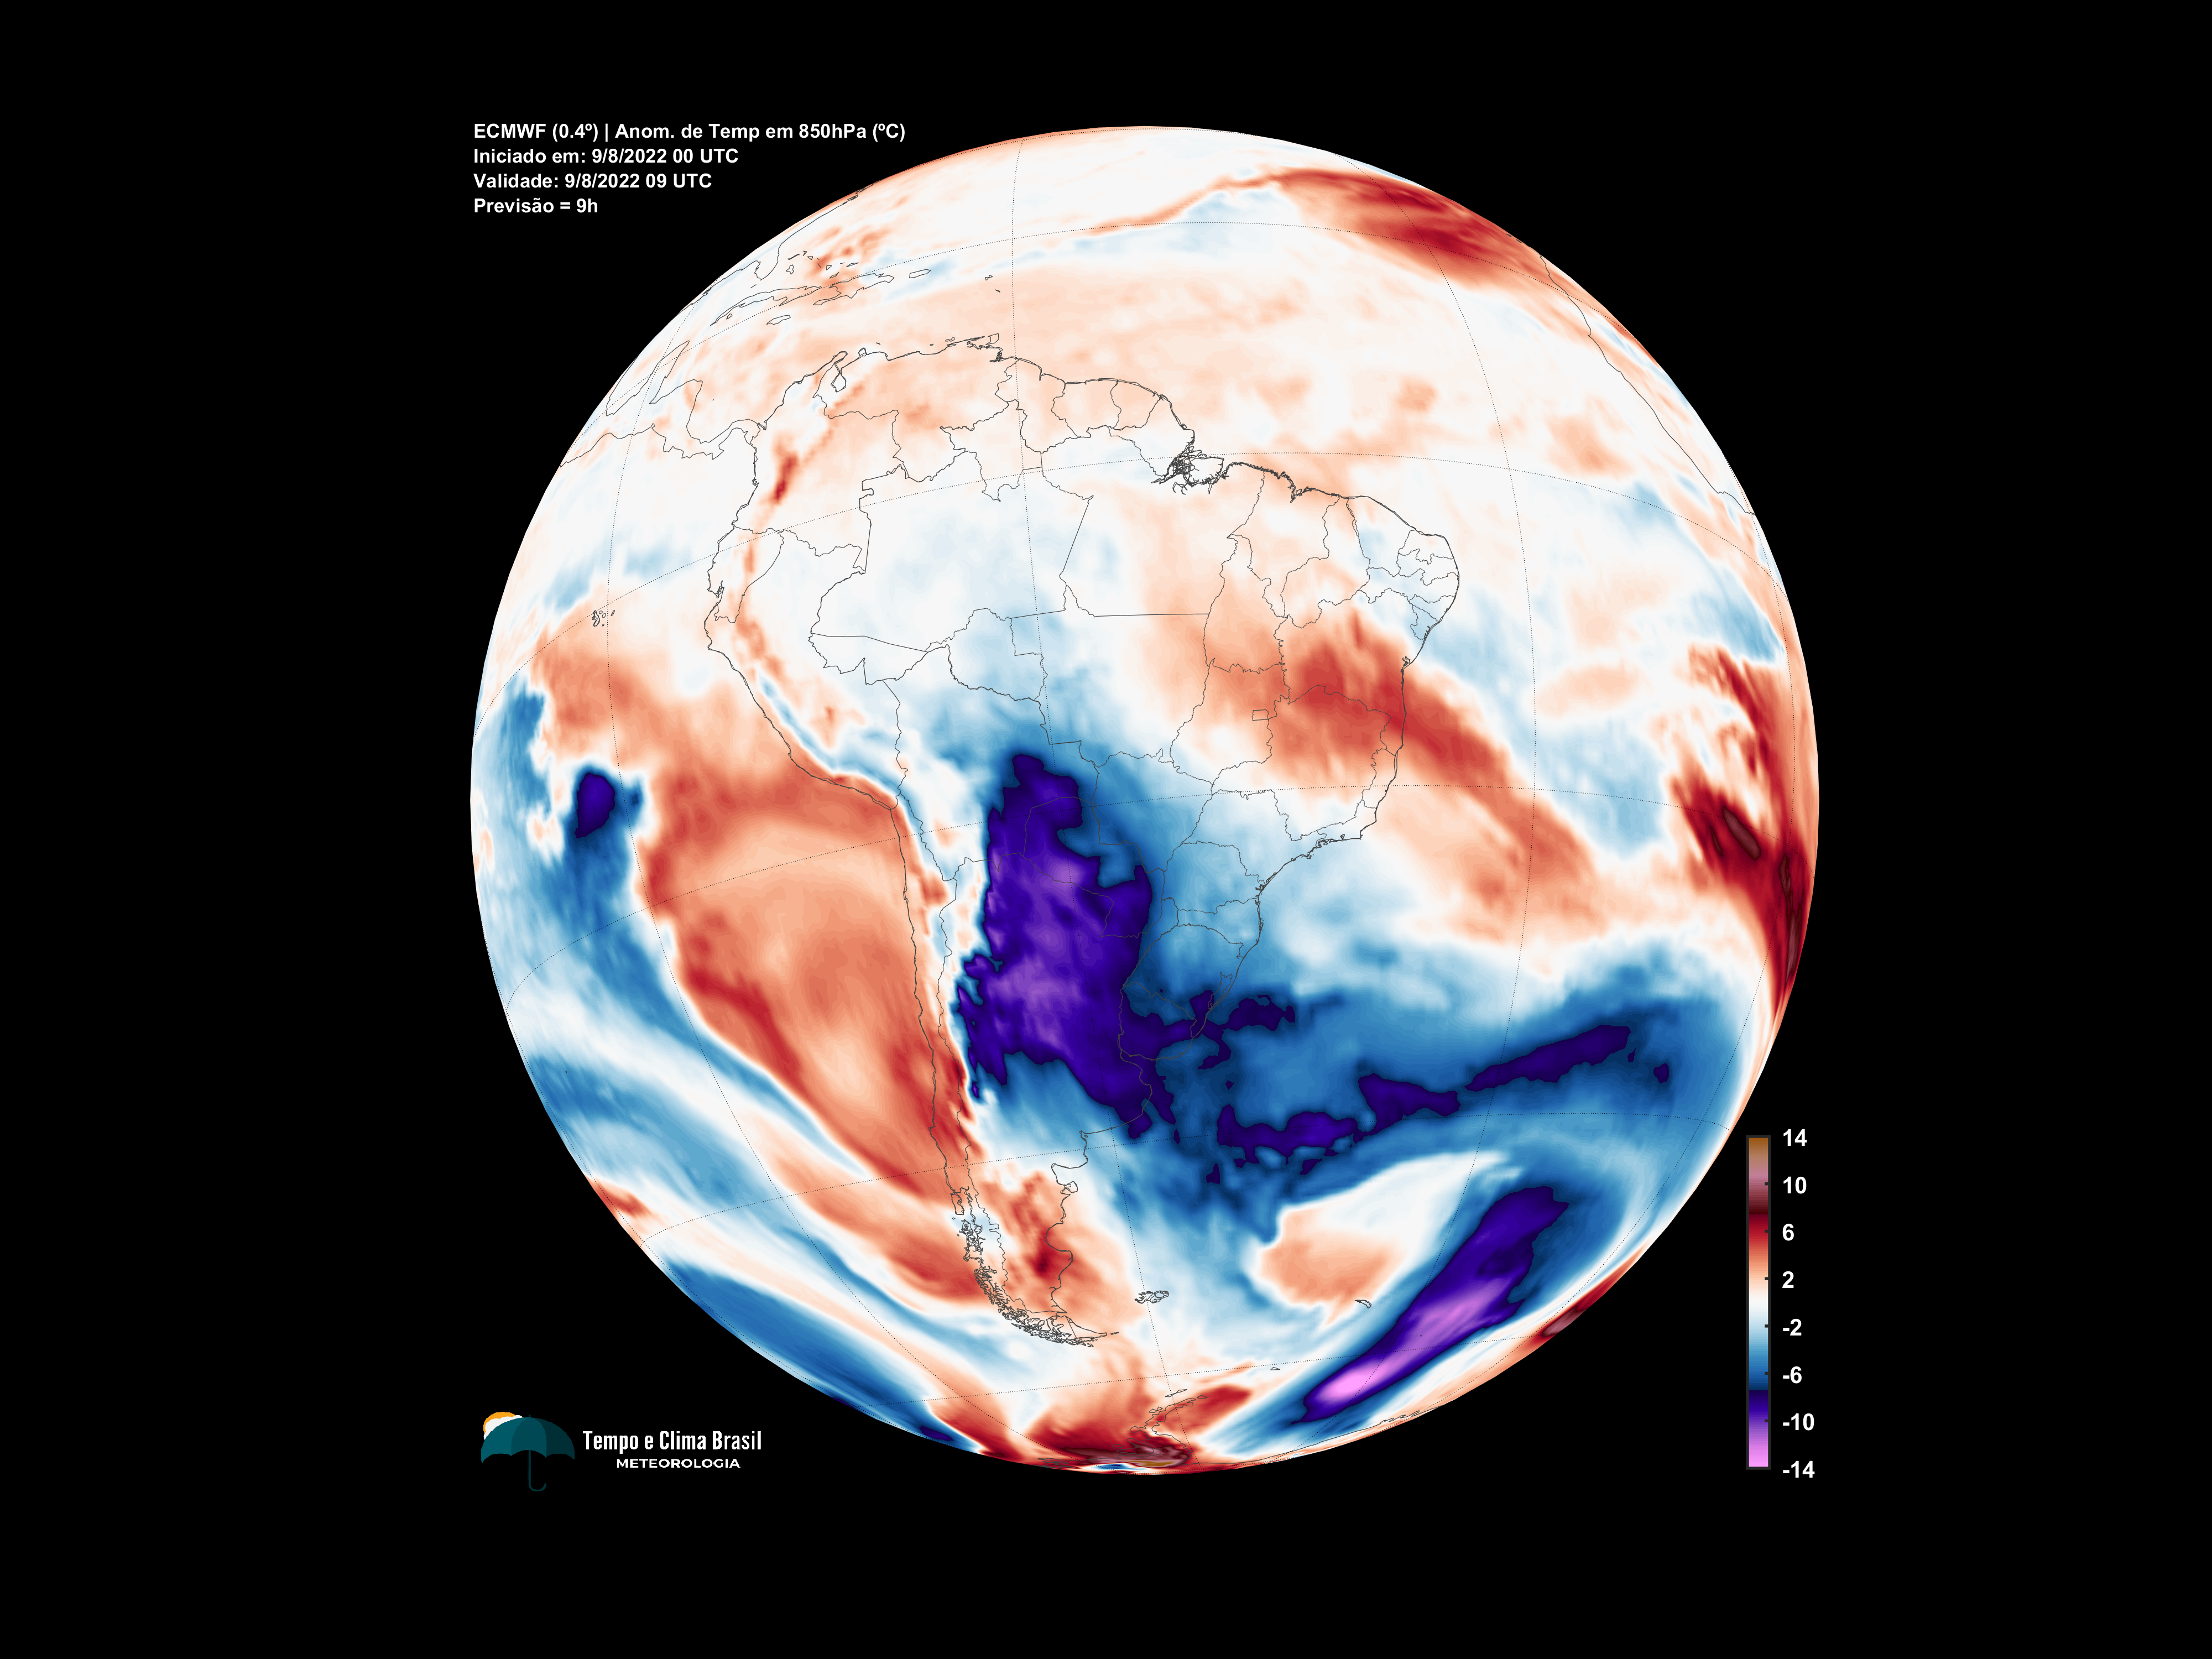 ECMWF (0.4º) | Anom. de Temp em 850hPa (ºC)
Iniciado em: 9/8/2022 00 UTC
Validade: 9/8/2022 09 UTC
Previsão = 9h
14
10
6
2
-2
-6
-10
-14
Tempo e Clima Brasil
METEOROLOGIA